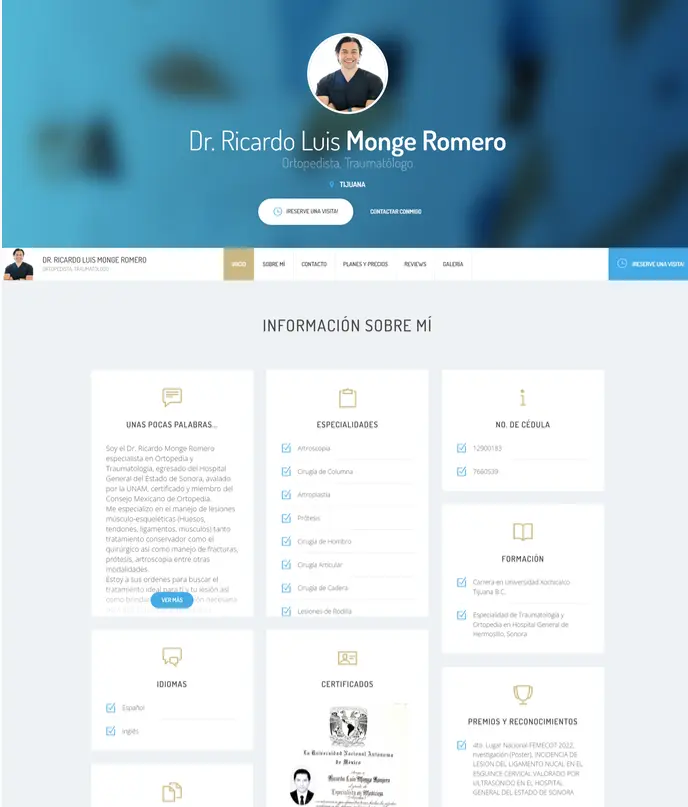 Dr. Ricardo Luis Monge Romero
Ortopedista, Traumatólogo
TIJUANA
¡RESERVE UNA VISITA!
CONTACTAR CONMIGO
DR. RICARDO LUIS MONGE ROMERO
ORTOPEDISTA, TRAUMATÓLOGO
INICIO
SOBRE MÍ
CONTACTO
PLANES Y PRECIOS
REVIEWS
GALERÍA
¡RESERVE UNA VISITA!
INFORMACIÓN SOBRE MÍ
UNAS POCAS PALABRAS...
Soy el Dr. Ricardo Monge Romero
especialista en Ortopedia y
Traumatología, egresado del Hospital
General del Estado de Sonora, avalado
por la UNAM, certificado y miembro del
Consejo Mexicano de Ortopedia.
Me especializo en el manejo de lesiones
músculo-esqueléticas (Huesos,
tendones, ligamentos, músculos) tanto
tratamiento conservador como el
quirúrgico así como manejo de fracturas,
prótesis, artroscopia entre otras
modalidades.
Estoy a tus ordenes para buscar el
tratamiento ideal para ti y tu lesión así
como
VER MÁS
ESPECIALIDADES
Artroscopia
Cirugía de Columna
Artroplastia
Prótesis
Cirugía de Hombro
Cirugía Articular
Cirugía de Cadera
Lesiones de Rodilla
NO. DE CÉDULA
12900183
7660539
FORMACIÓN
Carrera en Universidad Xochicalco
Tijuana B.C.
Especialidad de Traumatología y
Ortopedia en Hospital General de
Hermosillo, Sonora
IDIOMAS
Español
Inglés
CERTIFICADOS
La Universidad Nacional Autónoma
de México
Ricardo Luis Monge Romero
el grado de
Especialista en Medicina
PREMIOS Y RECONOCIMIENTOS
4to. Lugar Nacional FEMECOT 2022,
nvestigación (Poster), INCIDENCIA DE
LESION DEL LIGAMENTO NUCAL EN EL
ESGUINCE CERVICAL VALORADO POR
ULTRASONIDO EN EL HOSPITAL
GENERAL DEL ESTADO DE SONORA